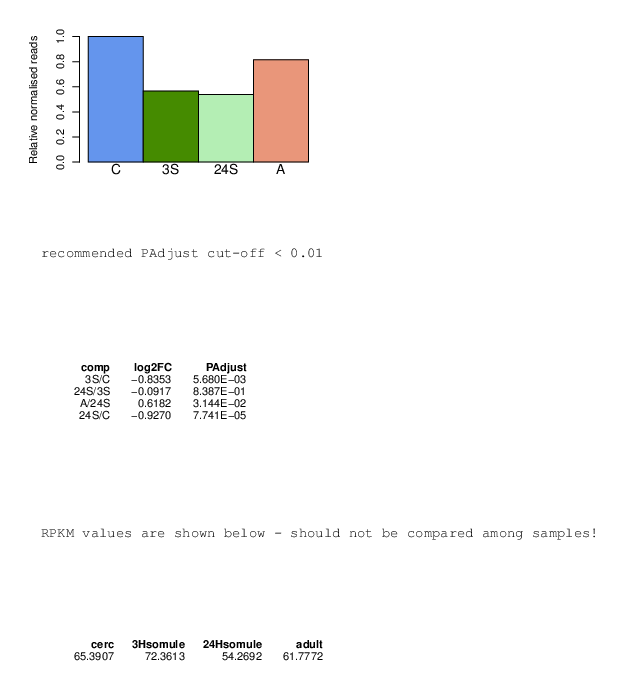 Relative normalised reads
1.0
0.8
0.6
0.4
0.2
0.0
C 3S 24S A
recommended PAdjust cut-off < 0.01
comp log2FC PAdjust
3S/C −0.8353 5.680E−03
24S/3S −0.0917 8.387E−01
A/24S 0.6182 3.144E−02
24S/C −0.9270 7.741E−05
RPKM values are shown below - should not be compared among samples!
cerc 3Hsomule 24Hsomule adult
65.3907 72.3613 54.2692 61.7772